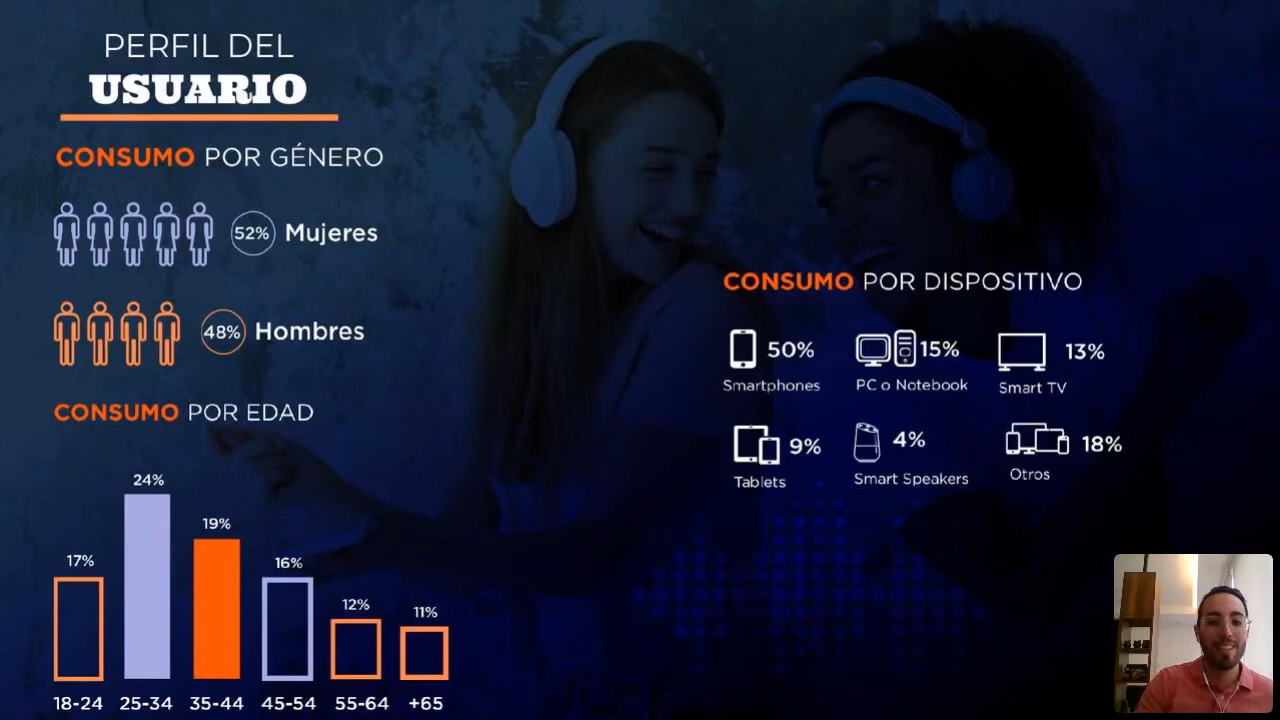 PERFIL DEL
USUARIO
CONSUMO POR GÉNERO
52% Mujeres
48% Hombres
CONSUMO POR EDAD
24%
19%
17%
16%
12%
11%
18-24 25-34 35-44 45-54 55-64 +65
CONSUMO POR DISPOSITIVO
50% 15% 13%
Smartphones PC o Notebook Smart TV
9% 4% 18%
Tablets Smart Speakers Otros